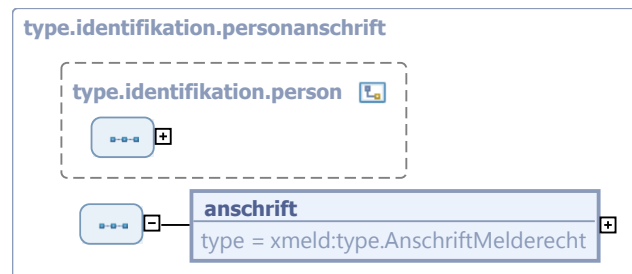 type.identifikation.personanschrift
type.identifikation.person
anschrift
type = xmeld:type.AnschriftMelderecht